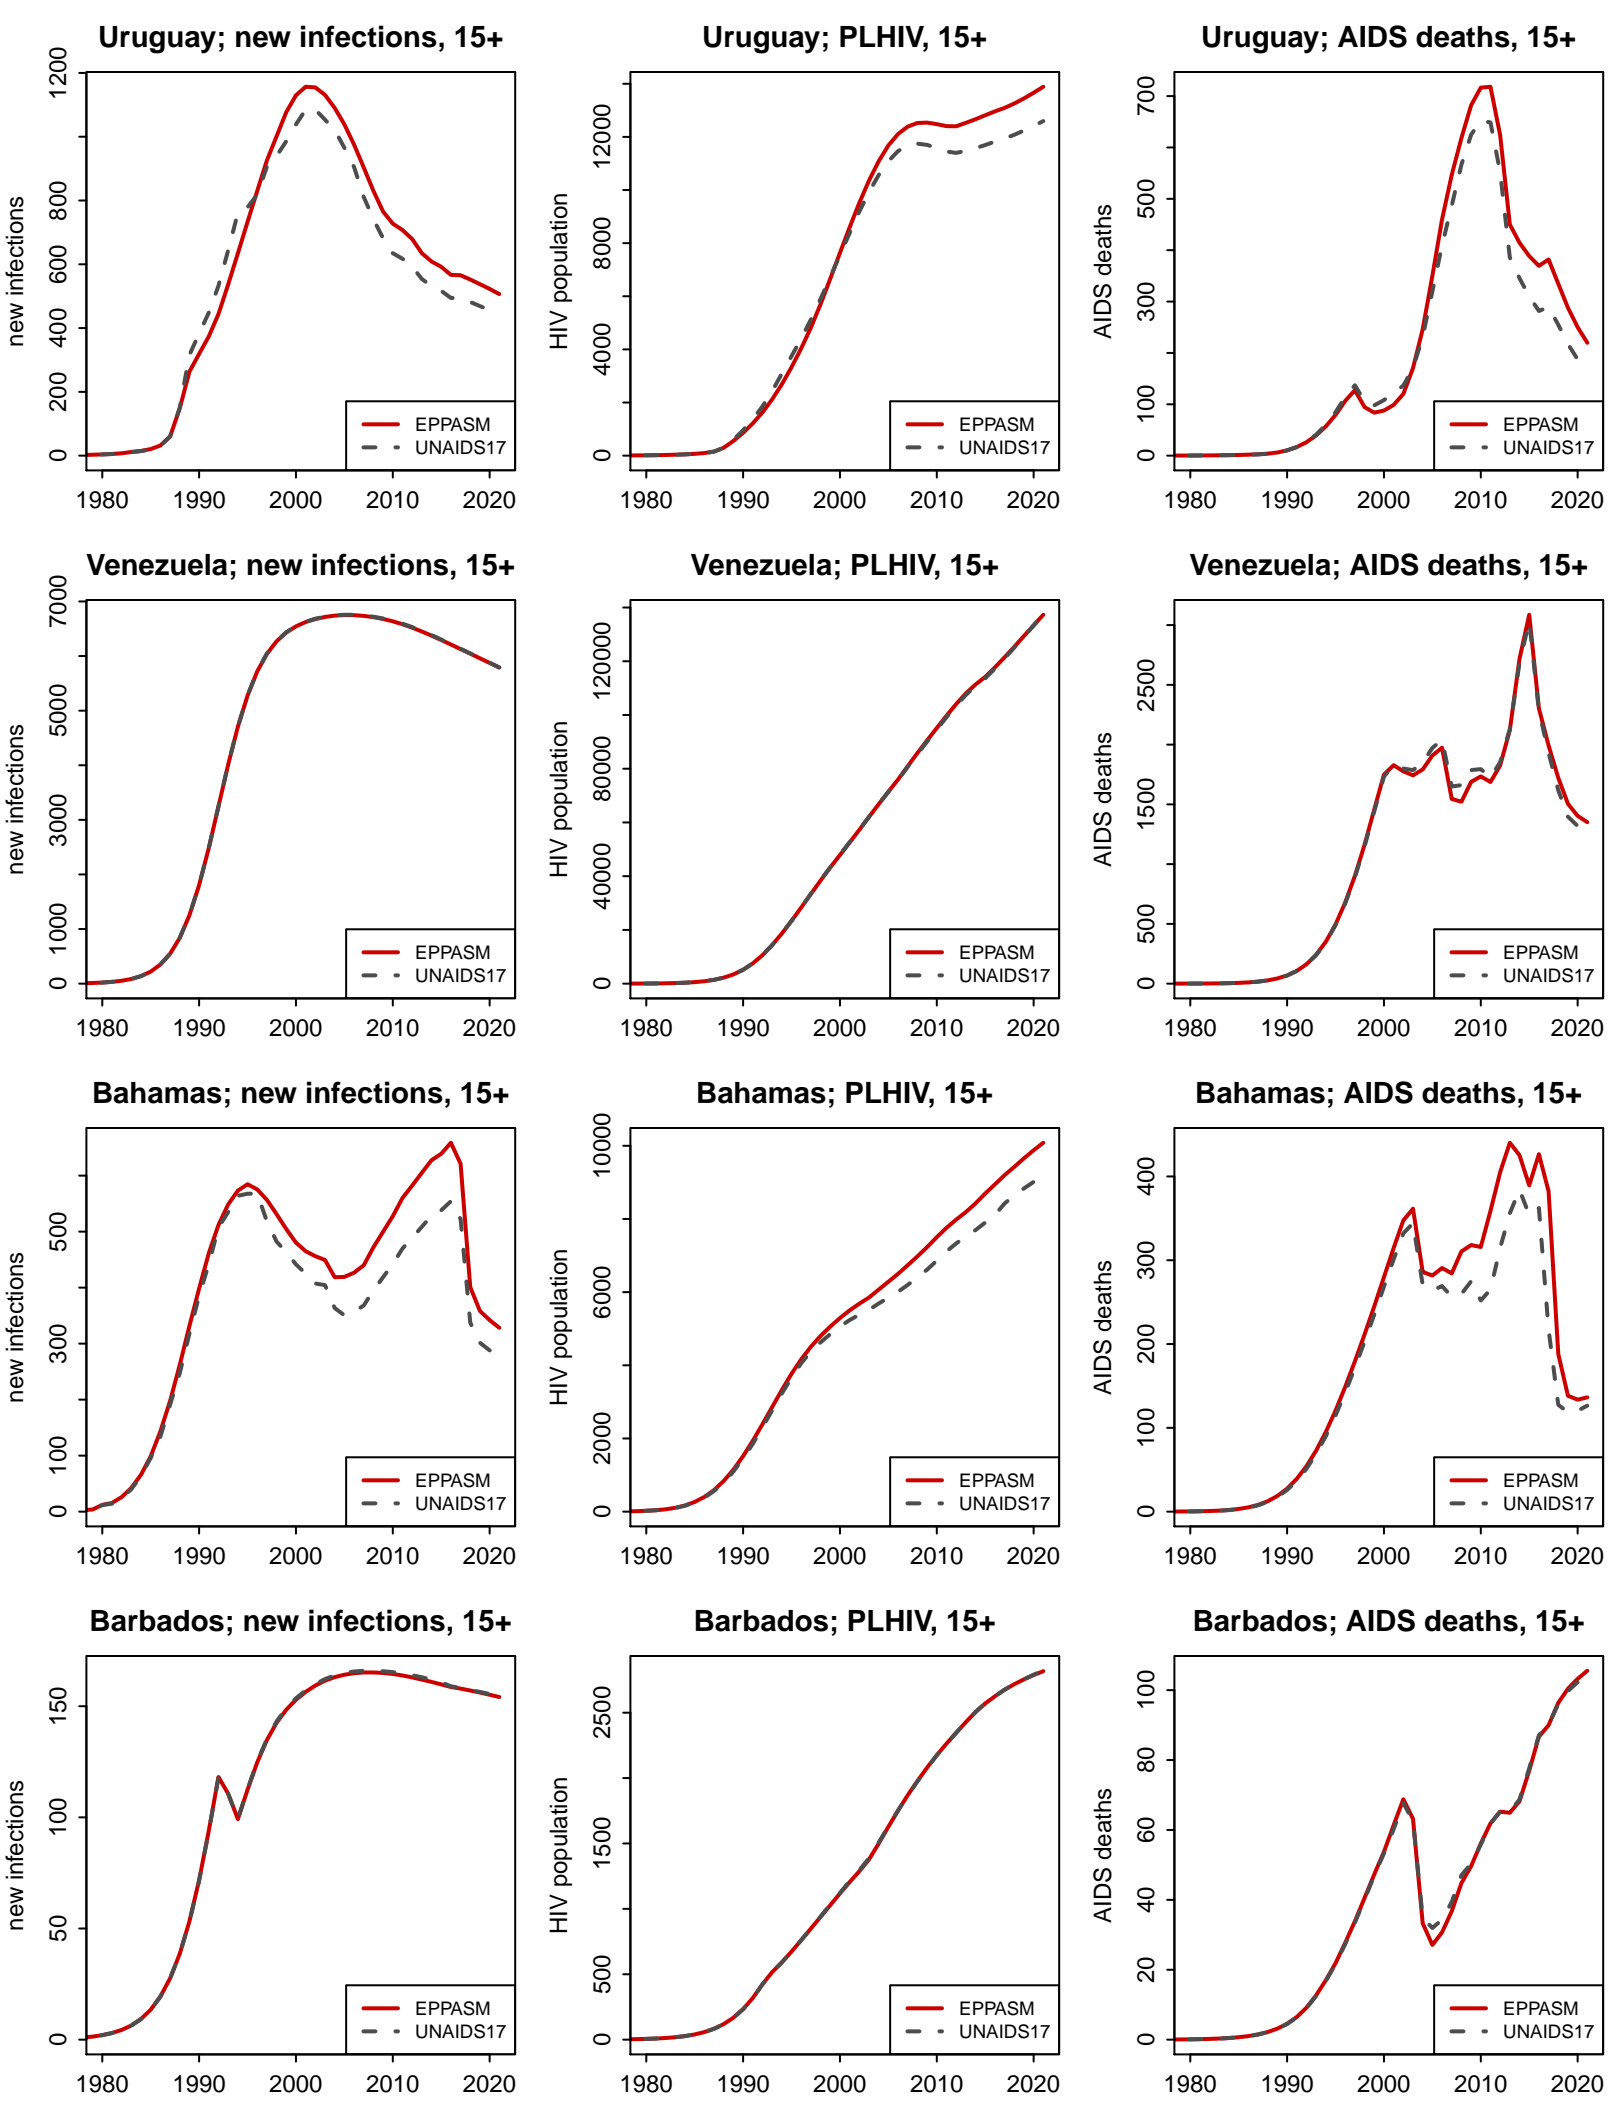 Uruguay; new infections, 15+
new infections
0
200
400
600
800
1200
1980
1990
2000
2010
2020
EPPASM
UNAIDS17
Uruguay; PLHIV, 15+
HIV population
0
4000
8000
12000
1980
1990
2000
2010
2020
EPPASM
UNAIDS17
Uruguay; AIDS deaths, 15+
AIDS deaths
0
100
300
500
700
1980
1990
2000
2010
2020
EPPASM
UNAIDS17
Venezuela; new infections, 15+
new infections
0
1000
3000
5000
7000
1980
1990
2000
2010
2020
EPPASM
UNAIDS17
Venezuela; PLHIV, 15+
HIV population
0
40000
80000
120000
1980
1990
2000
2010
2020
EPPASM
UNAIDS17
Venezuela; AIDS deaths, 15+
AIDS deaths
0
500
1500
2500
1980
1990
2000
2010
2020
EPPASM
UNAIDS17
Bahamas; new infections, 15+
new infections
0
100
300
500
1980
1990
2000
2010
2020
EPPASM
UNAIDS17
Bahamas; PLHIV, 15+
HIV population
0
2000
6000
10000
1980
1990
2000
2010
2020
EPPASM
UNAIDS17
Bahamas; AIDS deaths, 15+
AIDS deaths
0
100
200
300
400
1980
1990
2000
2010
2020
EPPASM
UNAIDS17
Barbados; new infections, 15+
new infections
0
50
100
150
1980
1990
2000
2010
2020
EPPASM
UNAIDS17
Barbados; PLHIV, 15+
HIV population
0
500
1500
2500
1980
1990
2000
2010
2020
EPPASM
UNAIDS17
Barbados; AIDS deaths, 15+
AIDS deaths
0
20
40
60
80
100
1980
1990
2000
2010
2020
EPPASM
UNAIDS17